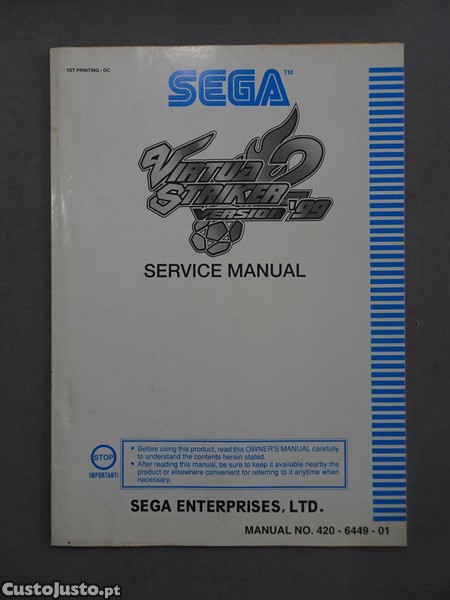 1ST PRINTING - DC
SEGA™
VIRTUA
STRIKER 2
VERSION '99
SERVICE MANUAL
STOP
IMPORTANT!
• Before using this product, read this OWNER'S MANUAL carefully
to understand the contents herein stated.
• After reading this manual, be sure to keep it available nearby the
product or elsewhere convenient for referring to it anytime when
necessary.
SEGA ENTERPRISES, LTD.
MANUAL NO. 420 - 6449 - 01
CustoJusto.pt